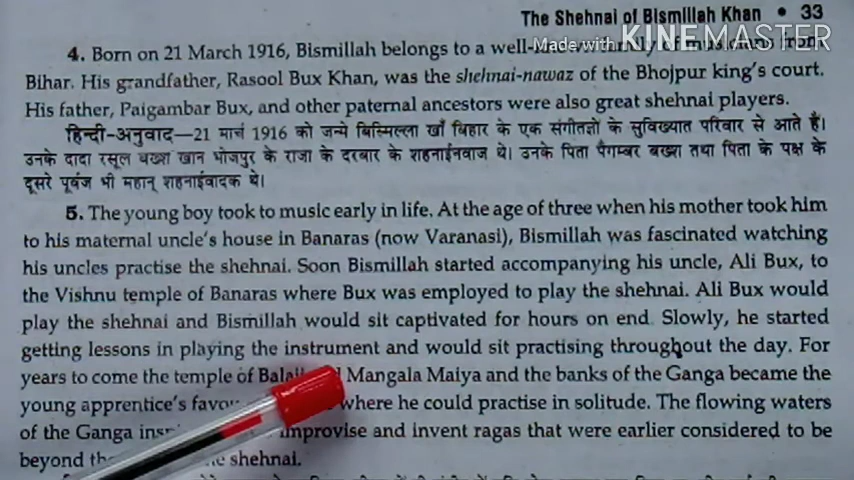 The Shehnai of Bismillah Khan • 33
Made with KINEMASTER
4. Born on 21 March 1916, Bismillah belongs to a well- of from
Bihar. His grandfather, Rasool Bux Khan, was the shehnai-nawaz of the Bhojpur king's court.
His father, Paigambar Bux, and other paternal ancestors were also great shehnai players.
हिन्दी-अनुवाद—21 मार्च 1916 को जन्मे बिस्मिल्ला खाँ बिहार के एक संगीतज्ञों के सुविख्यात परिवार से आते हैं।
उनके दादा रसूल बख्श खान भोजपुर के राजा के दरबार के शहनाईनवाज थे। उनके पिता पैगम्बर बख्श तथा पिता के पक्ष के
दूसरे पूर्वज भी महान् शहनाईवादक थे।
5. The young boy took to music early in life. At the age of three when his mother took him
to his maternal uncle's house in Banaras (now Varanasi), Bismillah was fascinated watching
his uncles practise the shehnai. Soon Bismillah started accompanying his uncle, Ali Bux, to
the Vishnu temple of Banaras where Bux was employed to play the shehnai. Ali Bux would
play the shehnai and Bismillah would sit captivated for hours on end. Slowly, he started
getting lessons in playing the instrument and would sit practising throughout the day. For
years to come the temple of Mangala Maiya and the banks of the Ganga became the
young apprentice's where he could practise in solitude. The flowing waters
of the Ganga improvise and invent ragas that were earlier considered to be
beyond shehnai.